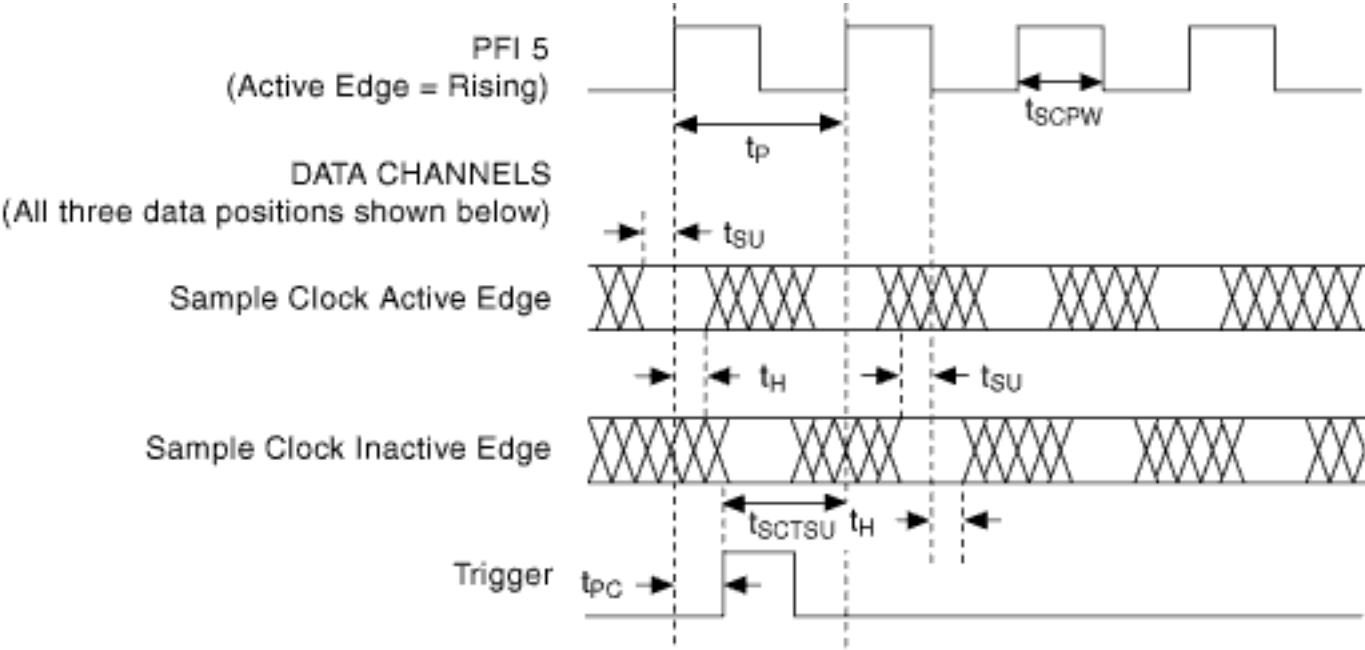 PFI 5
(Active Edge = Rising)
tSCPW
tP
DATA CHANNELS
(All three data positions shown below)
tSU
Sample Clock Active Edge
tH
tSU
Sample Clock Inactive Edge
tSCTSU tH
Trigger
tPC